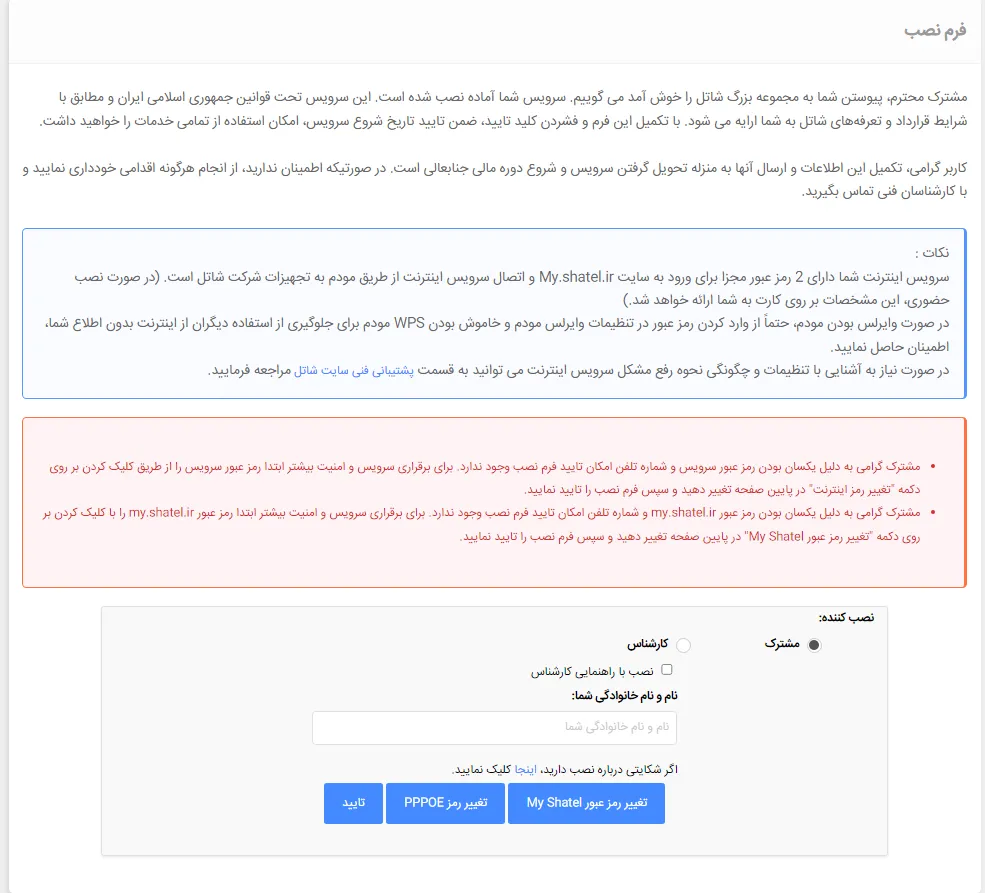 فرم نصب
مشترک محترم، پیوستن شما به مجموعه بزرگ شاتل را خوش آمد می گوییم. سرویس شما آماده نصب شده است. این سرویس تحت قوانین جمهوری اسلامی ایران و مطابق با
شرایط قرارداد و تعرفه‌های شاتل به شما ارایه می شود. با تکمیل این فرم و فشردن کلید تایید، ضمن تایید تاریخ شروع سرویس، امکان استفاده از تمامی خدمات را خواهید داشت.
کاربر گرامی، تکمیل این اطلاعات و ارسال آنها به منزله تحویل گرفتن سرویس و شروع دوره مالی جنابعالی است. در صورتیکه اطمینان ندارید، از انجام هرگونه اقدامی خودداری نمایید و
با کارشناسان فنی تماس بگیرید.
نکات :
سرویس اینترنت شما دارای 2 رمز عبور مجزا برای ورود به سایت My.shatel.ir و اتصال سرویس اینترنت از طریق مودم به تجهیزات شرکت شاتل است. (در صورت نصب
حضوری، این مشخصات بر روی کارت به شما ارائه خواهد شد.)
در صورت وایرلس بودن مودم، حتماً از وارد کردن رمز عبور در تنظیمات وایرلس مودم و خاموش بودن WPS مودم برای جلوگیری از استفاده دیگران از اینترنت بدون اطلاع شما،
اطمینان حاصل نمایید.
در صورت نیاز به آشنایی با تنظیمات و چگونگی نحوه رفع مشکل سرویس اینترنت می توانید به قسمت پشتیبانی فنی سایت شاتل مراجعه فرمایید.
• مشترک گرامی به دلیل یکسان بودن رمز عبور سرویس و شماره تلفن امکان تایید فرم نصب وجود ندارد. برای برقراری سرویس و امنیت بیشتر ابتدا رمز عبور سرویس را از طریق کلیک کردن بر روی
دکمه "تغییر رمز اینترنت" در پایین صفحه تغییر دهید و سپس فرم نصب را تایید نمایید.
• مشترک گرامی به دلیل یکسان بودن رمز عبور my.shatel.ir و شماره تلفن امکان تایید فرم نصب وجود ندارد. برای برقراری سرویس و امنیت بیشتر ابتدا رمز عبور my.shatel.ir را با کلیک کردن بر
روی دکمه "تغییر رمز عبور My Shatel" در پایین صفحه تغییر دهید و سپس فرم نصب را تایید نمایید.
نصب کننده:
مشترک کارشناس
نصب با راهنمایی کارشناس
نام و نام خانوادگی شما:
نام و نام خانوادگی شما
اگر شکایتی درباره نصب دارید، اینجا کلیک نمایید.
تغییر رمز عبور My Shatel تغییر رمز PPPOE تایید